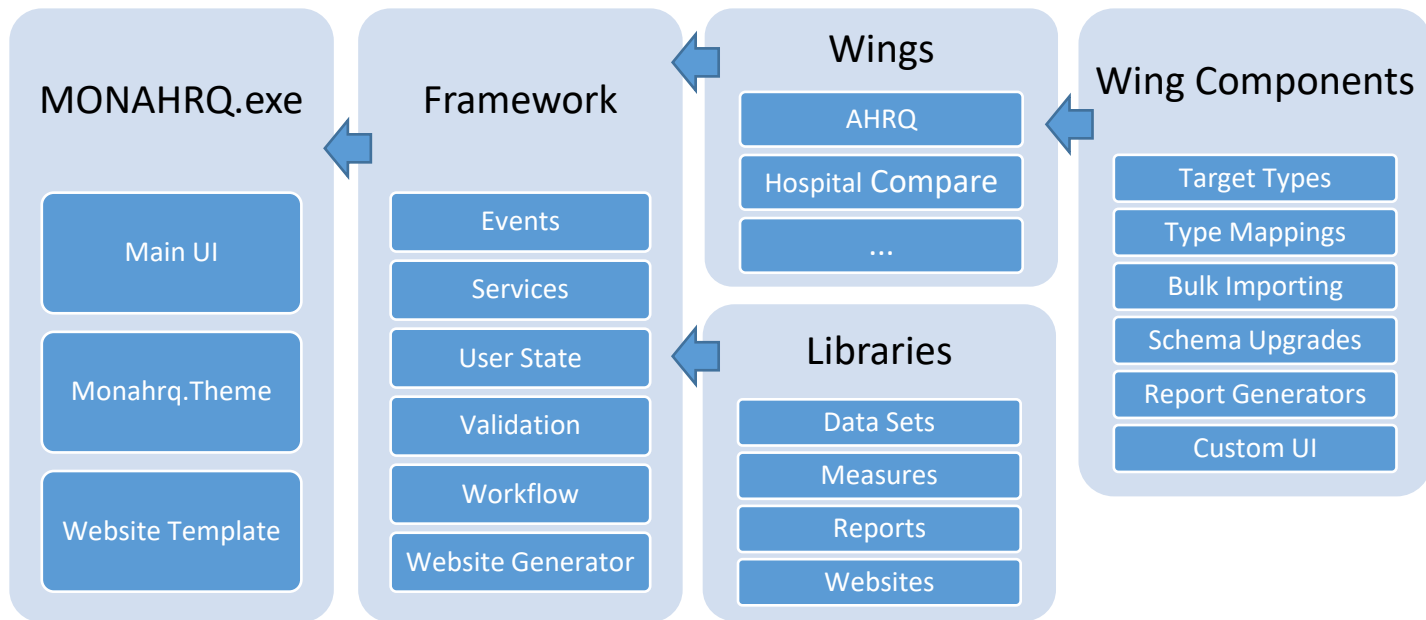 MONAHRQ.exe
Main UI
Monahrq.Theme
Website Template
Framework
Events
Services
User State
Validation
Workflow
Website Generator
Wings
AHRQ
Hospital Compare
...
Libraries
Data Sets
Measures
Reports
Websites
Wing Components
Target Types
Type Mappings
Bulk Importing
Schema Upgrades
Report Generators
Custom UI